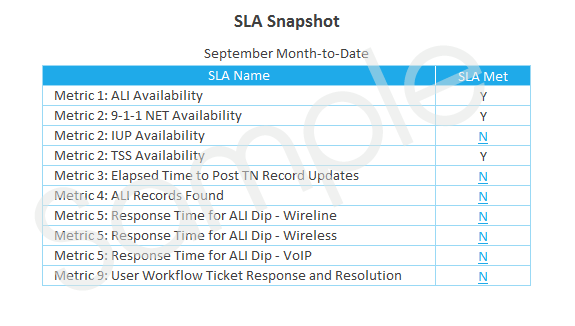 SLA Snapshot
September Month-to-Date
SLA Name SLA Met
Metric 1: ALI Availability Y
Metric 2: 9-1-1 NET Availability Y
Metric 2: IUP Availability N
Metric 2: TSS Availability Y
Metric 3: Elapsed Time to Post TN Record Updates N
Metric 4: ALI Records Found N
Metric 5: Response Time for ALI Dip - Wireline N
Metric 5: Response Time for ALI Dip - Wireless N
Metric 5: Response Time for ALI Dip - VoIP N
Metric 9: User Workflow Ticket Response and Resolution N
sample